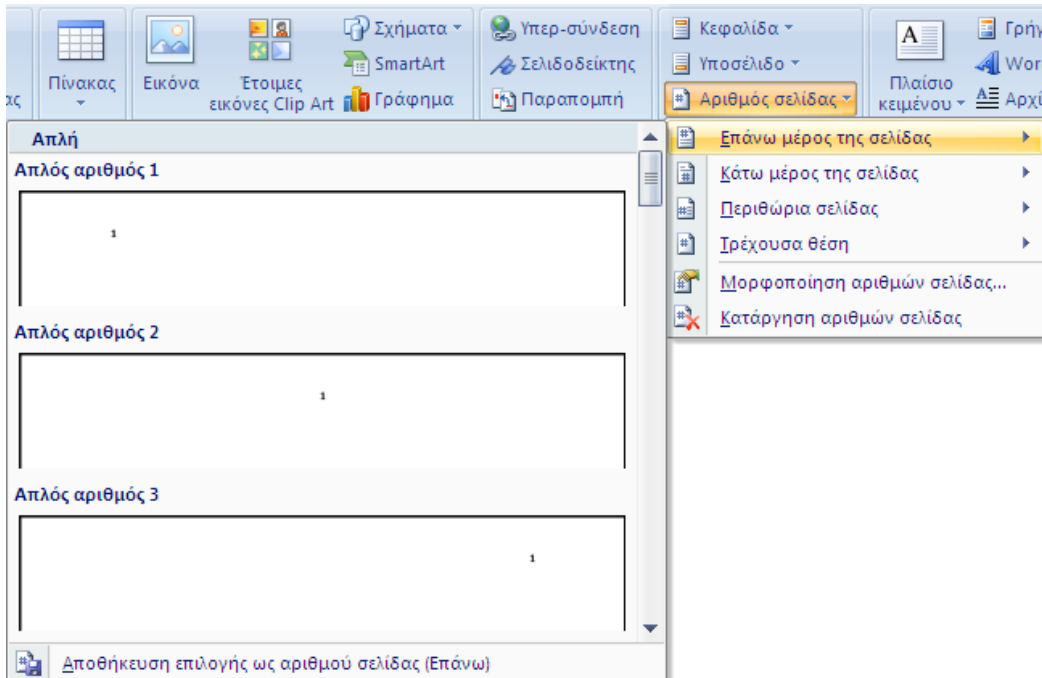 Σχήματα
Υπερ-σύνδεση
Κεφαλίδα
SmartArt
Σελιδοδείκτης
Υποσέλιδο
Πίνακας
Εικόνα
Έτοιμες
εικόνες Clip Art
Γράφημα
Παραπομπή
Αριθμός σελίδας
A
Πλαίσιο
κειμένου
Απλή
Απλός αριθμός 1
1
Απλός αριθμός 2
1
Απλός αριθμός 3
1
Αποθήκευση επιλογής ως αριθμού σελίδας (Επάνω)
Επάνω μέρος της σελίδας
Κάτω μέρος της σελίδας
Περιθώρια σελίδας
Τρέχουσα θέση
Μορφοποίηση αριθμών σελίδας...
Κατάργηση αριθμών σελίδας